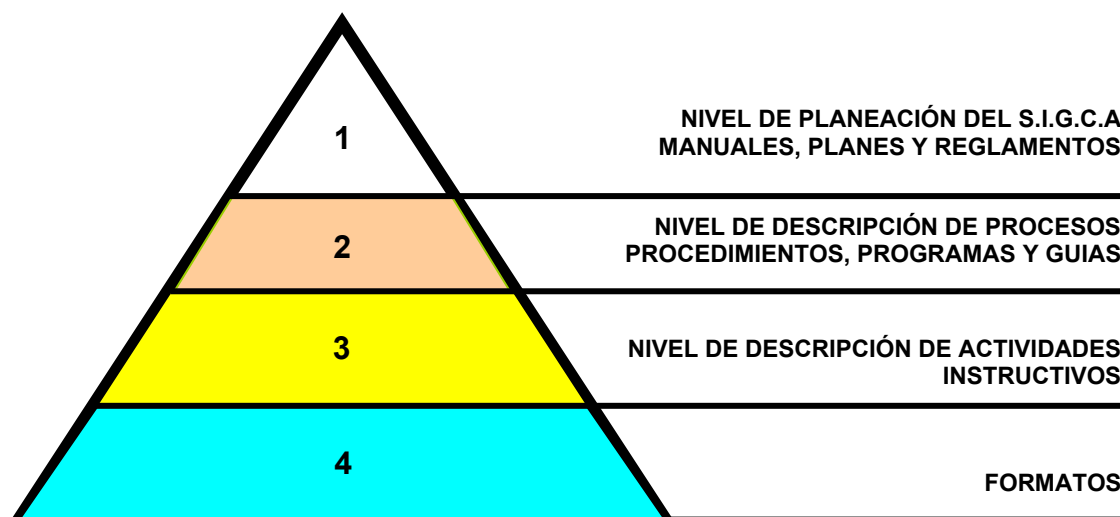 1
NIVEL DE PLANEACIÓN DEL S.I.G.C.A
MANUALES, PLANES Y REGLAMENTOS
2
NIVEL DE DESCRIPCIÓN DE PROCESOS
PROCEDIMIENTOS, PROGRAMAS Y GUIAS
3
NIVEL DE DESCRIPCIÓN DE ACTIVIDADES
INSTRUCTIVOS
4
FORMATOS